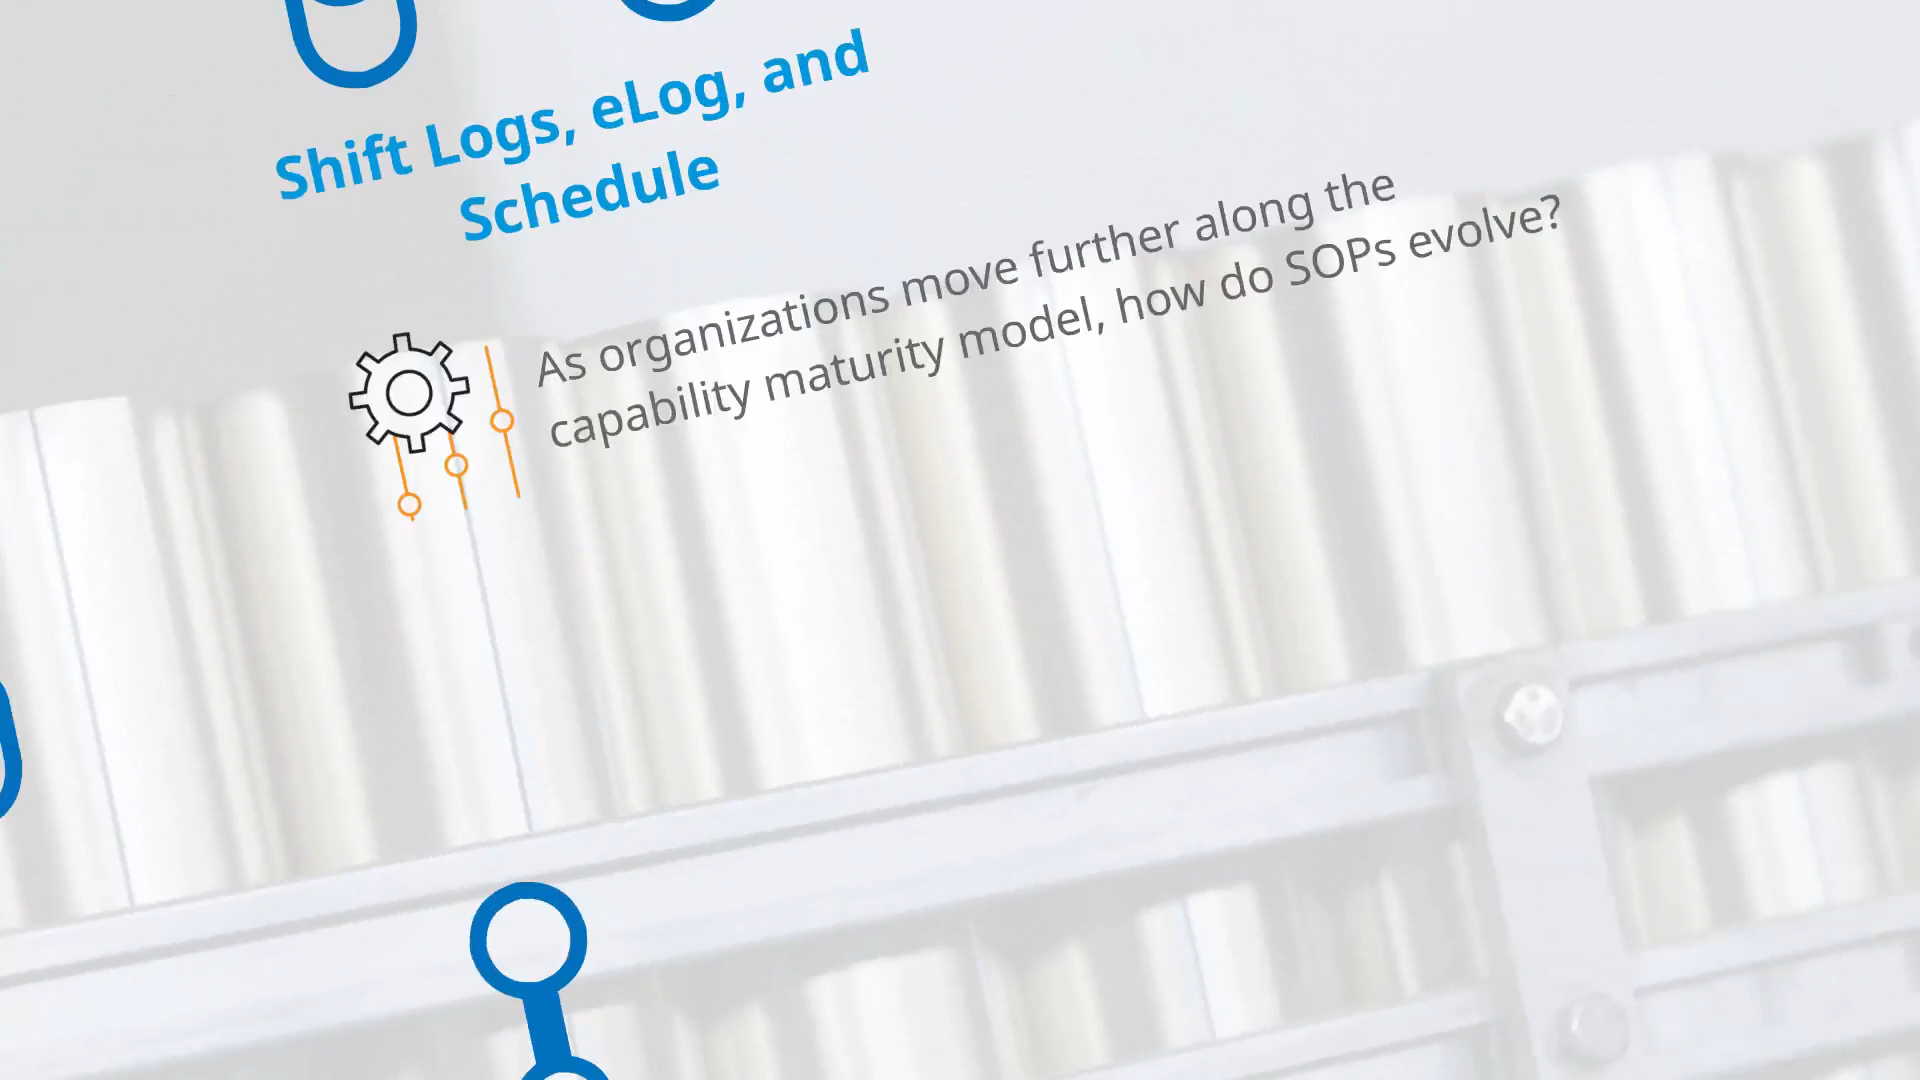 Shift Logs, eLog, and
Schedule
As organizations move further along the
capability maturity model, how do SOPs evolve?